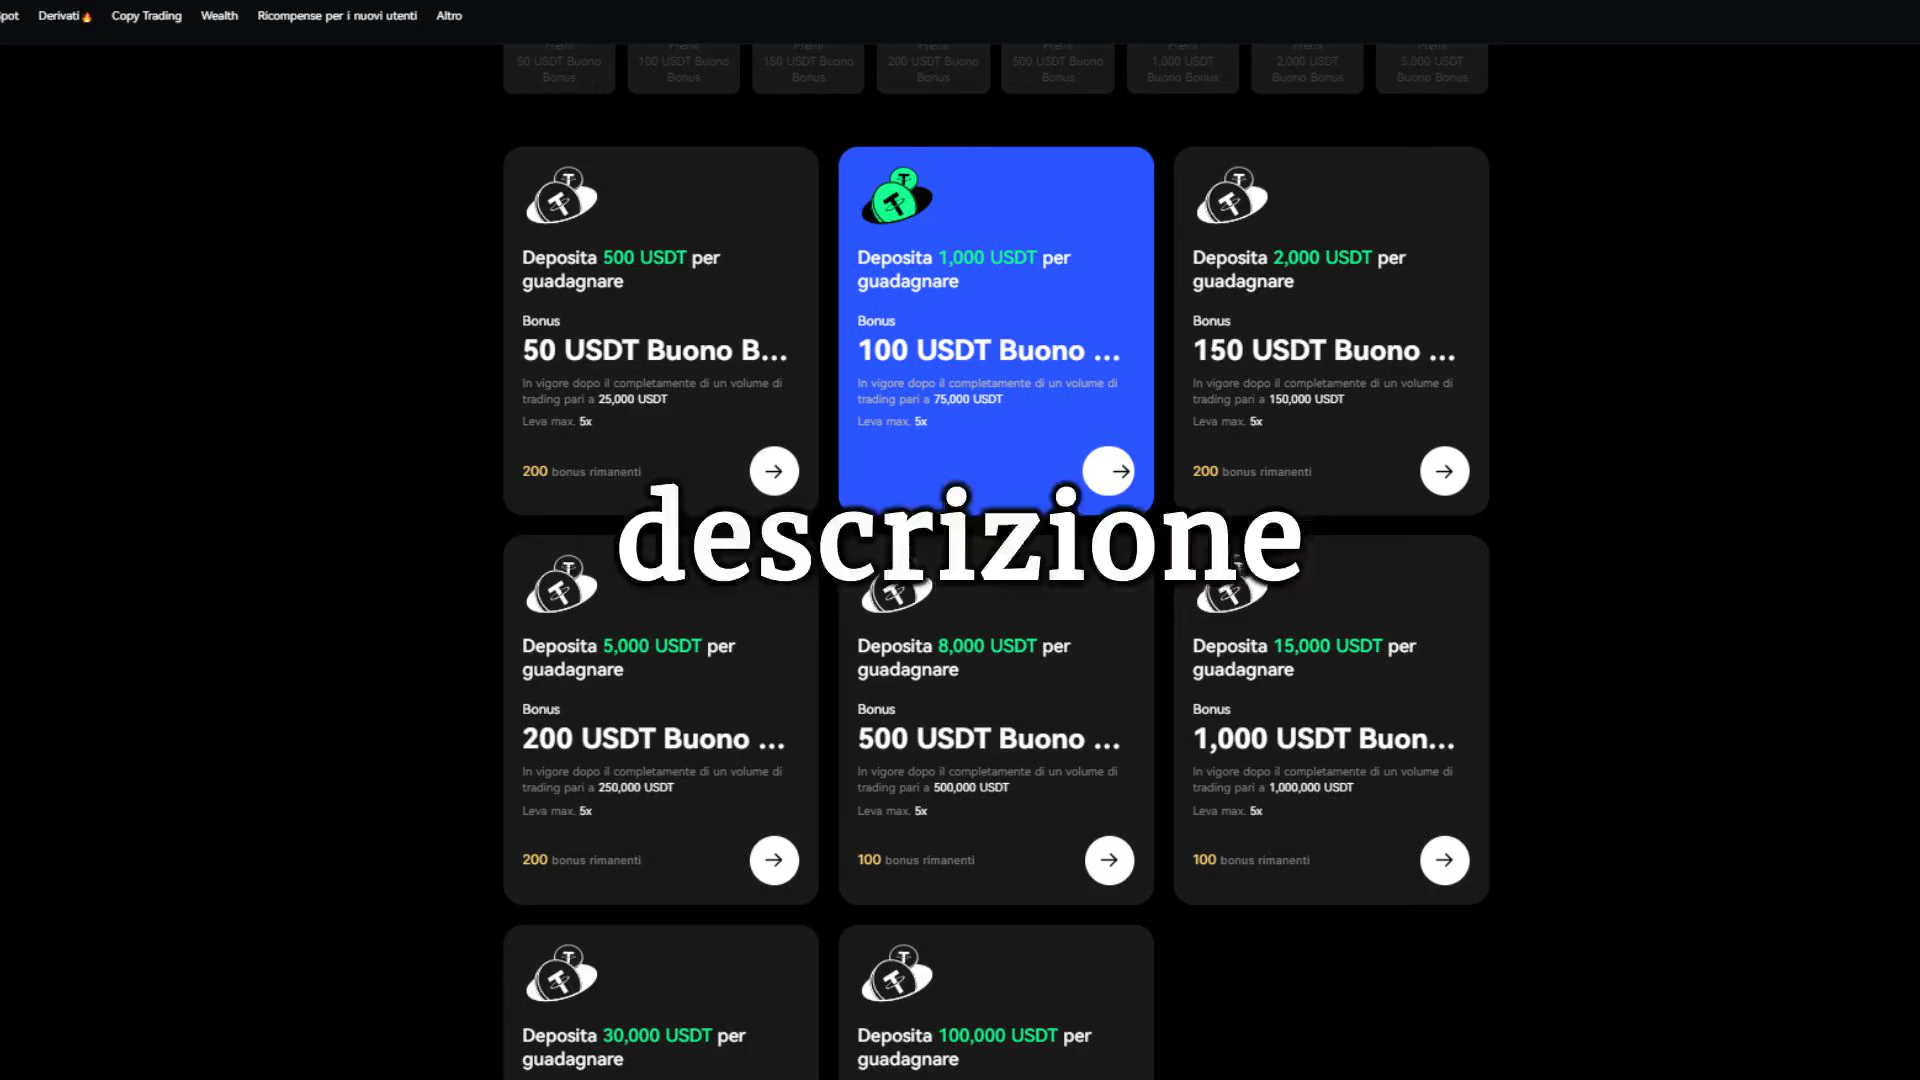 pot Derivati Copy Trading Wealth Ricompense per i nuovi utenti Altro
Premi Premi Premi Premi Premi Premi Premi Premi
50 USDT Buono 100 USDT Buono 150 USDT Buono 200 USDT Buono 500 USDT Buono 1,000 USDT 2,000 USDT 5,000 USDT
Bonus Bonus Bonus Bonus Bonus Buono Bonus Buono Bonus Buono Bonus
Deposita 500 USDT per
guadagnare
Bonus
50 USDT Buono B...
In vigore dopo il completamente di un volume di
trading pari a 25,000 USDT
Leva max. 5x
200 bonus rimanenti
Deposita 1,000 USDT per
guadagnare
Bonus
100 USDT Buono ...
In vigore dopo il completamente di un volume di
trading pari a 75,000 USDT
Leva max. 5x
Deposita 2,000 USDT per
guadagnare
Bonus
150 USDT Buono ...
In vigore dopo il completamente di un volume di
trading pari a 150,000 USDT
Leva max. 5x
200 bonus rimanenti
descrizione
Deposita 5,000 USDT per
guadagnare
Bonus
200 USDT Buono ...
In vigore dopo il completamente di un volume di
trading pari a 250,000 USDT
Leva max. 5x
200 bonus rimanenti
Deposita 8,000 USDT per
guadagnare
Bonus
500 USDT Buono ...
In vigore dopo il completamente di un volume di
trading pari a 500,000 USDT
Leva max. 5x
100 bonus rimanenti
Deposita 15,000 USDT per
guadagnare
Bonus
1,000 USDT Buon...
In vigore dopo il completamente di un volume di
trading pari a 1,000,000 USDT
Leva max. 5x
100 bonus rimanenti
Deposita 30,000 USDT per
guadagnare
Deposita 100,000 USDT per
guadagnare